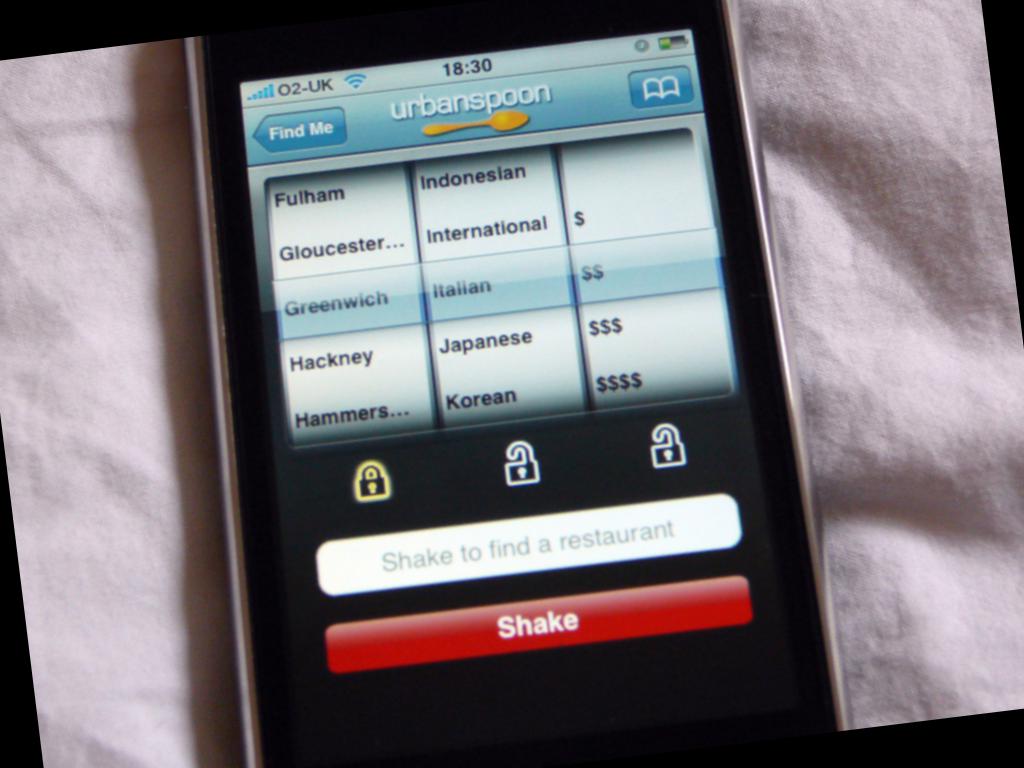 O2-UK 18:30
Find Me urbanspoon
Fulham Indonesian
Gloucester... International $
Greenwich Italian $$
Hackney Japanese $$$
Hammers... Korean $$$$
Shake to find a restaurant
Shake